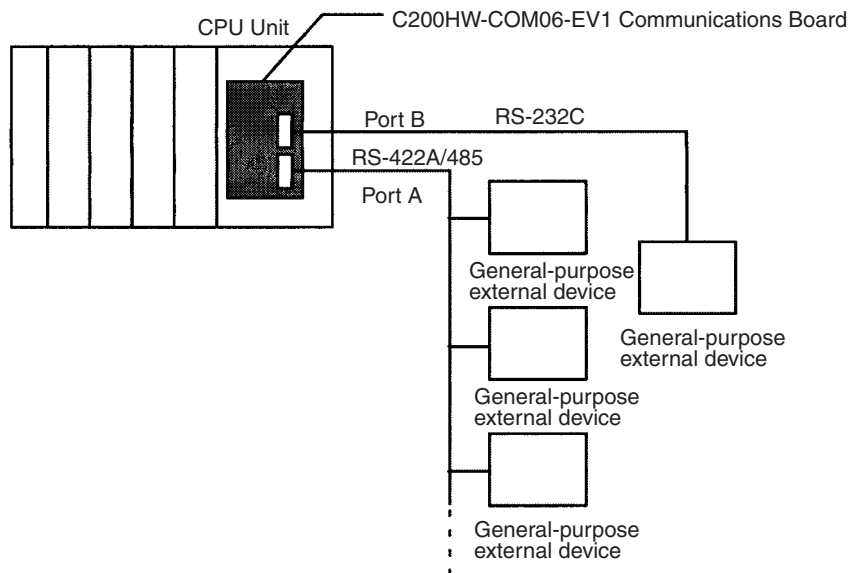 C200HW-COM06-EV1 Communications Board
CPU Unit
Port B
RS-232C
RS-422A/485
Port A
General-purpose
external device
General-purpose
external device
General-purpose
external device
General-purpose
external device